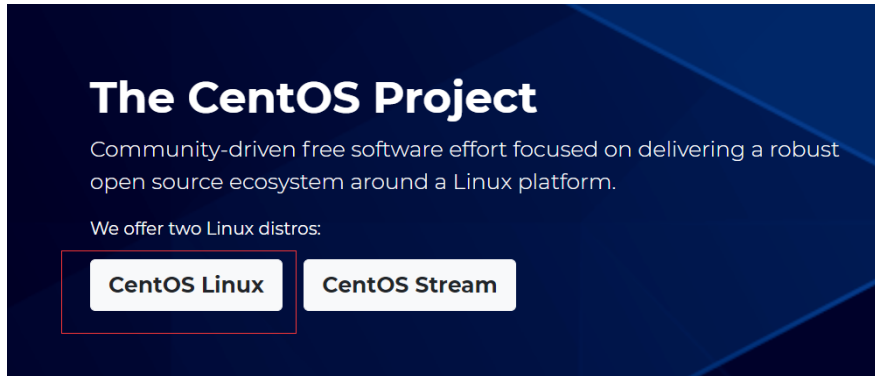 The CentOS Project
Community-driven free software effort focused on delivering a robust
open source ecosystem around a Linux platform.
We offer two Linux distros:
CentOS Linux CentOS Stream